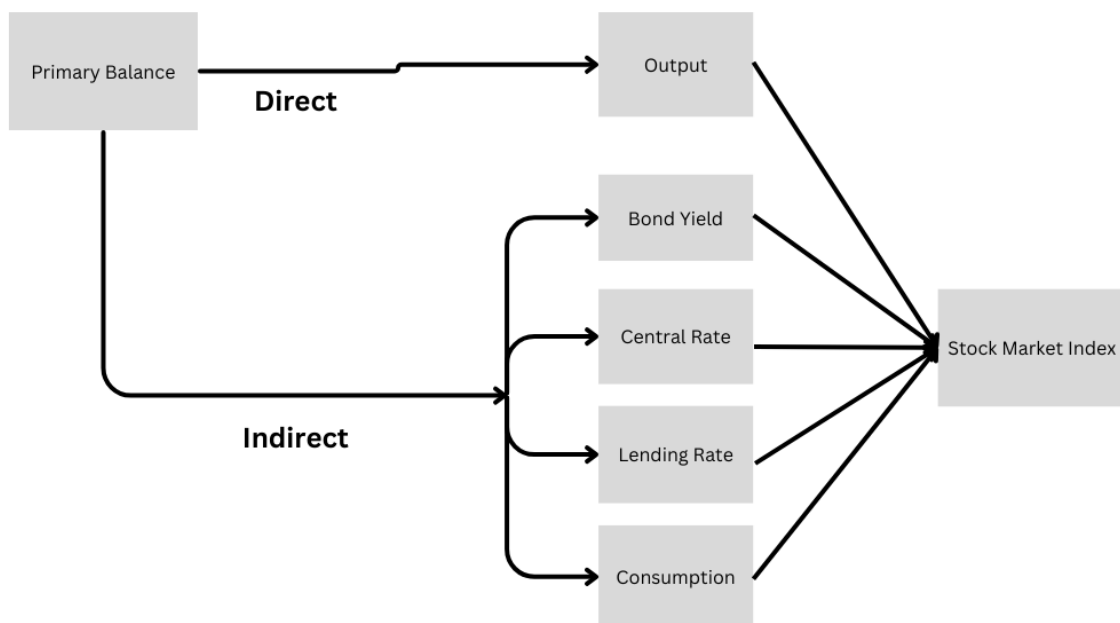 Primary Balance
Output
Direct
Bond Yield
Central Rate
Stock Market Index
Indirect
Lending Rate
Consumption